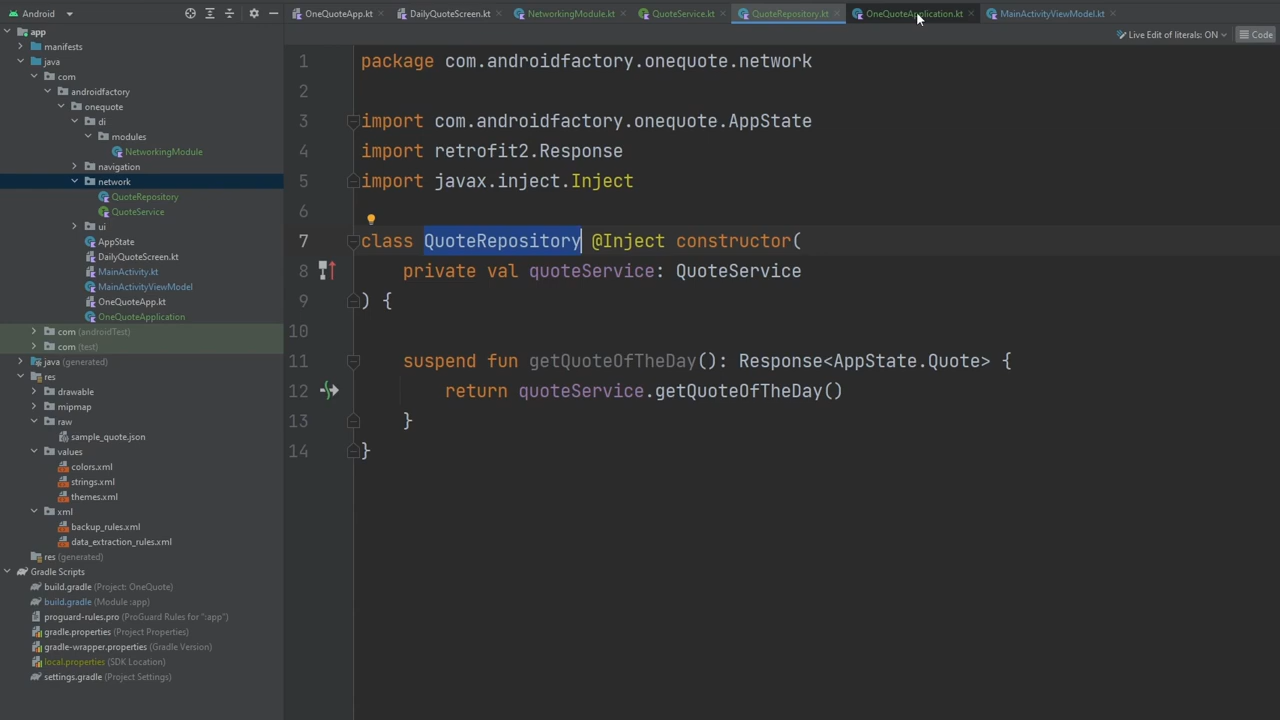 Android
OneQuoteApp.kt
DailyQuoteScreen.kt
NetworkingModule.kt
QuoteService.kt
QuoteRepository.kt
OneQuoteApplication.kt
MainActivityViewModel.kt
Live Edit of literals: ON
Code
app
manifests
java
com
androidfactory
onequote
di
modules
NetworkingModule
navigation
network
QuoteRepository
QuoteService
ui
AppState
DailyQuoteScreen.kt
MainActivity.kt
MainActivityViewModel
OneQuoteApp.kt
OneQuoteApplication
com (androidTest)
com (test)
java (generated)
res
drawable
mipmap
raw
sample_quote.json
values
colors.xml
strings.xml
themes.xml
xml
backup_rules.xml
data_extraction_rules.xml
res (generated)
Gradle Scripts
build.gradle (Project: OneQuote)
build.gradle (Module :app)
proguard-rules.pro (ProGuard Rules for ":app")
gradle.properties (Project Properties)
gradle-wrapper.properties (Gradle Version)
local.properties (SDK Location)
settings.gradle (Project Settings)
1 package com.androidfactory.onequote.network
2
3 import com.androidfactory.onequote.AppState
4 import retrofit2.Response
5 import javax.inject.Inject
6
7 class QuoteRepository @Inject constructor(
8 private val quoteService: QuoteService
9 ) {
10
11 suspend fun getQuoteOfTheDay(): Response<AppState.Quote> {
12 return quoteService.getQuoteOfTheDay()
13 }
14 }